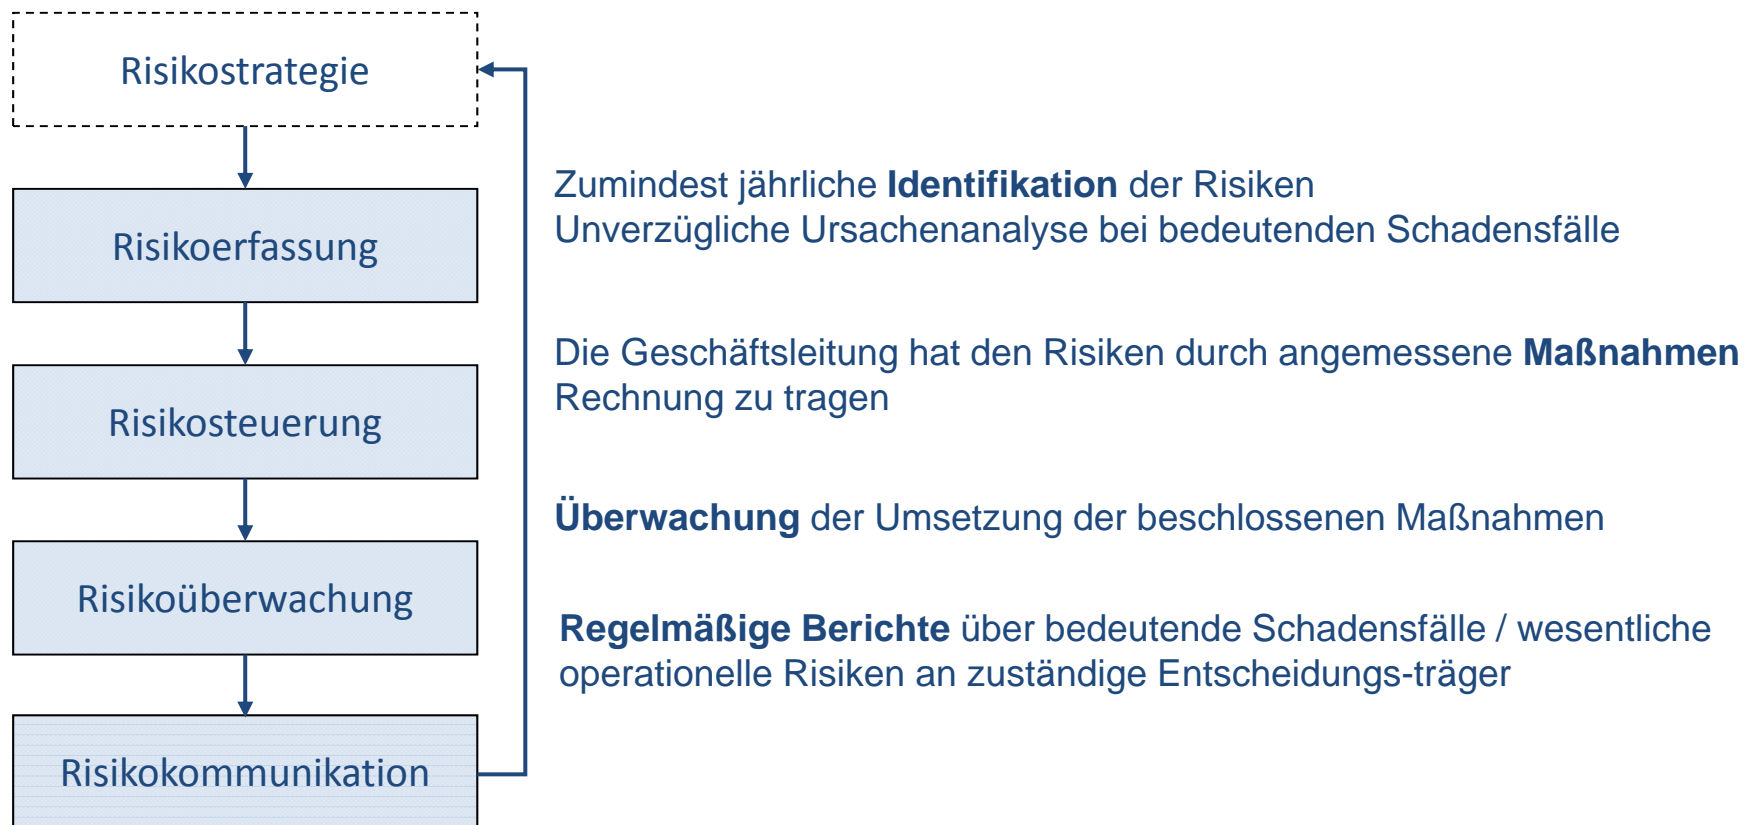 Risikostrategie
Zumindest jährliche Identifikation der Risiken
Unverzügliche Ursachenanalyse bei bedeutenden Schadensfälle
Risikoerfassung
Die Geschäftsleitung hat den Risiken durch angemessene Maßnahmen
Rechnung zu tragen
Risikosteuerung
Überwachung der Umsetzung der beschlossenen Maßnahmen
Risikoüberwachung
Regelmäßige Berichte über bedeutende Schadensfälle / wesentliche
operationelle Risiken an zuständige Entscheidungs-träger
Risikokommunikation